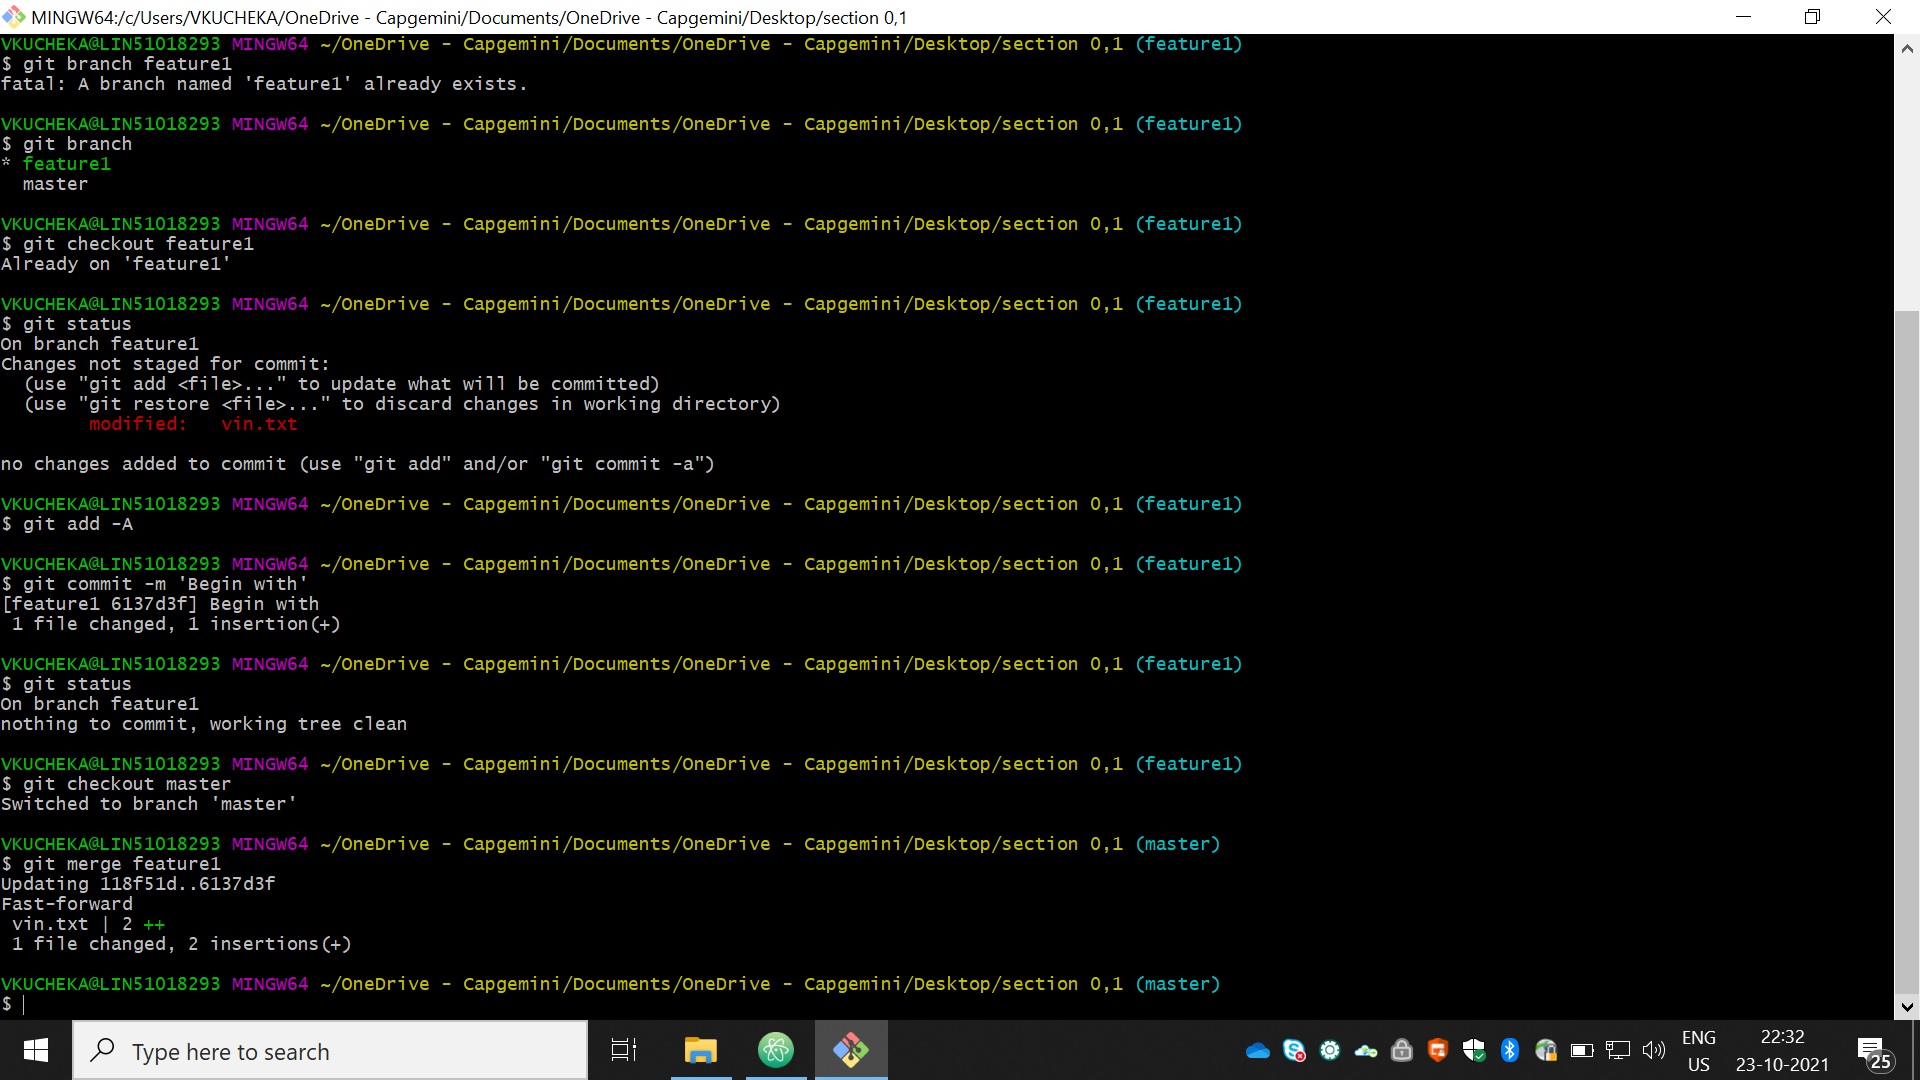 MINGW64:/c/Users/VKUCHEKA/OneDrive - Capgemini/Documents/OneDrive - Capgemini/Desktop/section 0,1
VKUCHEKA@LIN51018293 MINGW64 ~/OneDrive - Capgemini/Documents/OneDrive - Capgemini/Desktop/section 0,1 (feature1)
$ git branch feature1
fatal: A branch named 'feature1' already exists.
VKUCHEKA@LIN51018293 MINGW64 ~/OneDrive - Capgemini/Documents/OneDrive - Capgemini/Desktop/section 0,1 (feature1)
$ git branch
* feature1
master
VKUCHEKA@LIN51018293 MINGW64 ~/OneDrive - Capgemini/Documents/OneDrive - Capgemini/Desktop/section 0,1 (feature1)
$ git checkout feature1
Already on 'feature1'
VKUCHEKA@LIN51018293 MINGW64 ~/OneDrive - Capgemini/Documents/OneDrive - Capgemini/Desktop/section 0,1 (feature1)
$ git status
On branch feature1
Changes not staged for commit:
(use "git add <file>..." to update what will be committed)
(use "git restore <file>..." to discard changes in working directory)
modified:   vin.txt
no changes added to commit (use "git add" and/or "git commit -a")
VKUCHEKA@LIN51018293 MINGW64 ~/OneDrive - Capgemini/Documents/OneDrive - Capgemini/Desktop/section 0,1 (feature1)
$ git add -A
VKUCHEKA@LIN51018293 MINGW64 ~/OneDrive - Capgemini/Documents/OneDrive - Capgemini/Desktop/section 0,1 (feature1)
$ git commit -m 'Begin with'
[feature1 6137d3f] Begin with
1 file changed, 1 insertion(+)
VKUCHEKA@LIN51018293 MINGW64 ~/OneDrive - Capgemini/Documents/OneDrive - Capgemini/Desktop/section 0,1 (feature1)
$ git status
On branch feature1
nothing to commit, working tree clean
VKUCHEKA@LIN51018293 MINGW64 ~/OneDrive - Capgemini/Documents/OneDrive - Capgemini/Desktop/section 0,1 (feature1)
$ git checkout master
Switched to branch 'master'
VKUCHEKA@LIN51018293 MINGW64 ~/OneDrive - Capgemini/Documents/OneDrive - Capgemini/Desktop/section 0,1 (master)
$ git merge feature1
Updating 118f51d..6137d3f
Fast-forward
vin.txt | 2 ++
1 file changed, 2 insertions(+)
VKUCHEKA@LIN51018293 MINGW64 ~/OneDrive - Capgemini/Documents/OneDrive - Capgemini/Desktop/section 0,1 (master)
$
Type here to search
ENG
US
22:32
23-10-2021
25